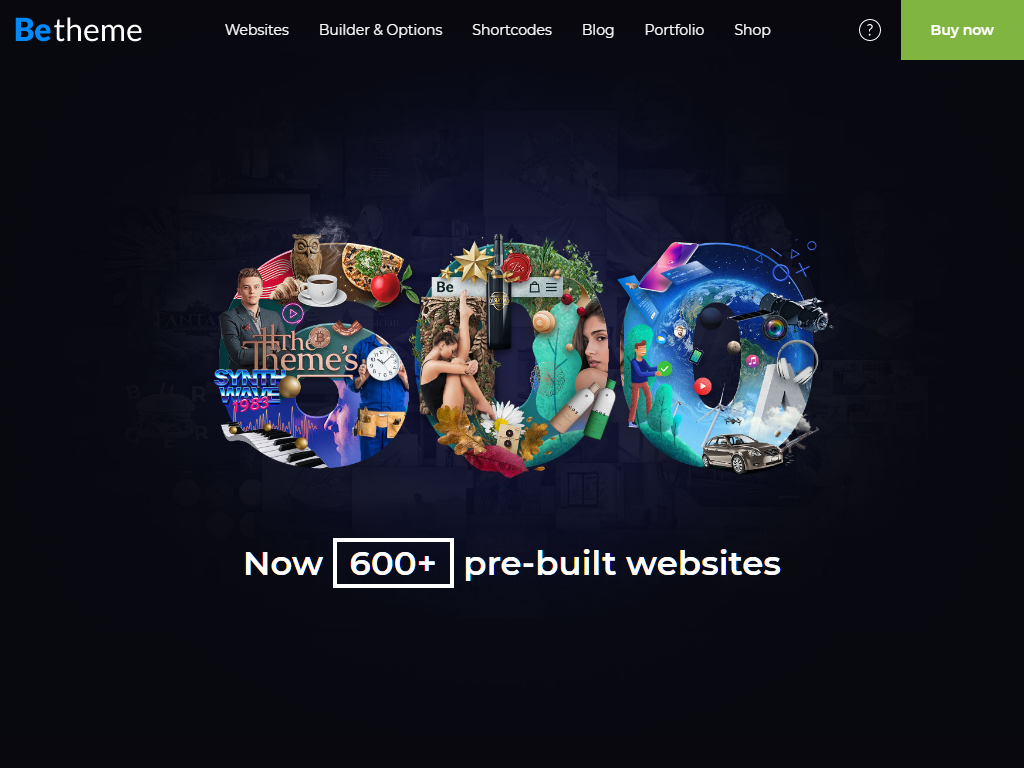 Betheme Websites Builder & Options Shortcodes Blog Portfolio Shop ? Buy now
Be
The
Theme's
SYNTH
WAVE
1983
Now 600+ pre-built websites